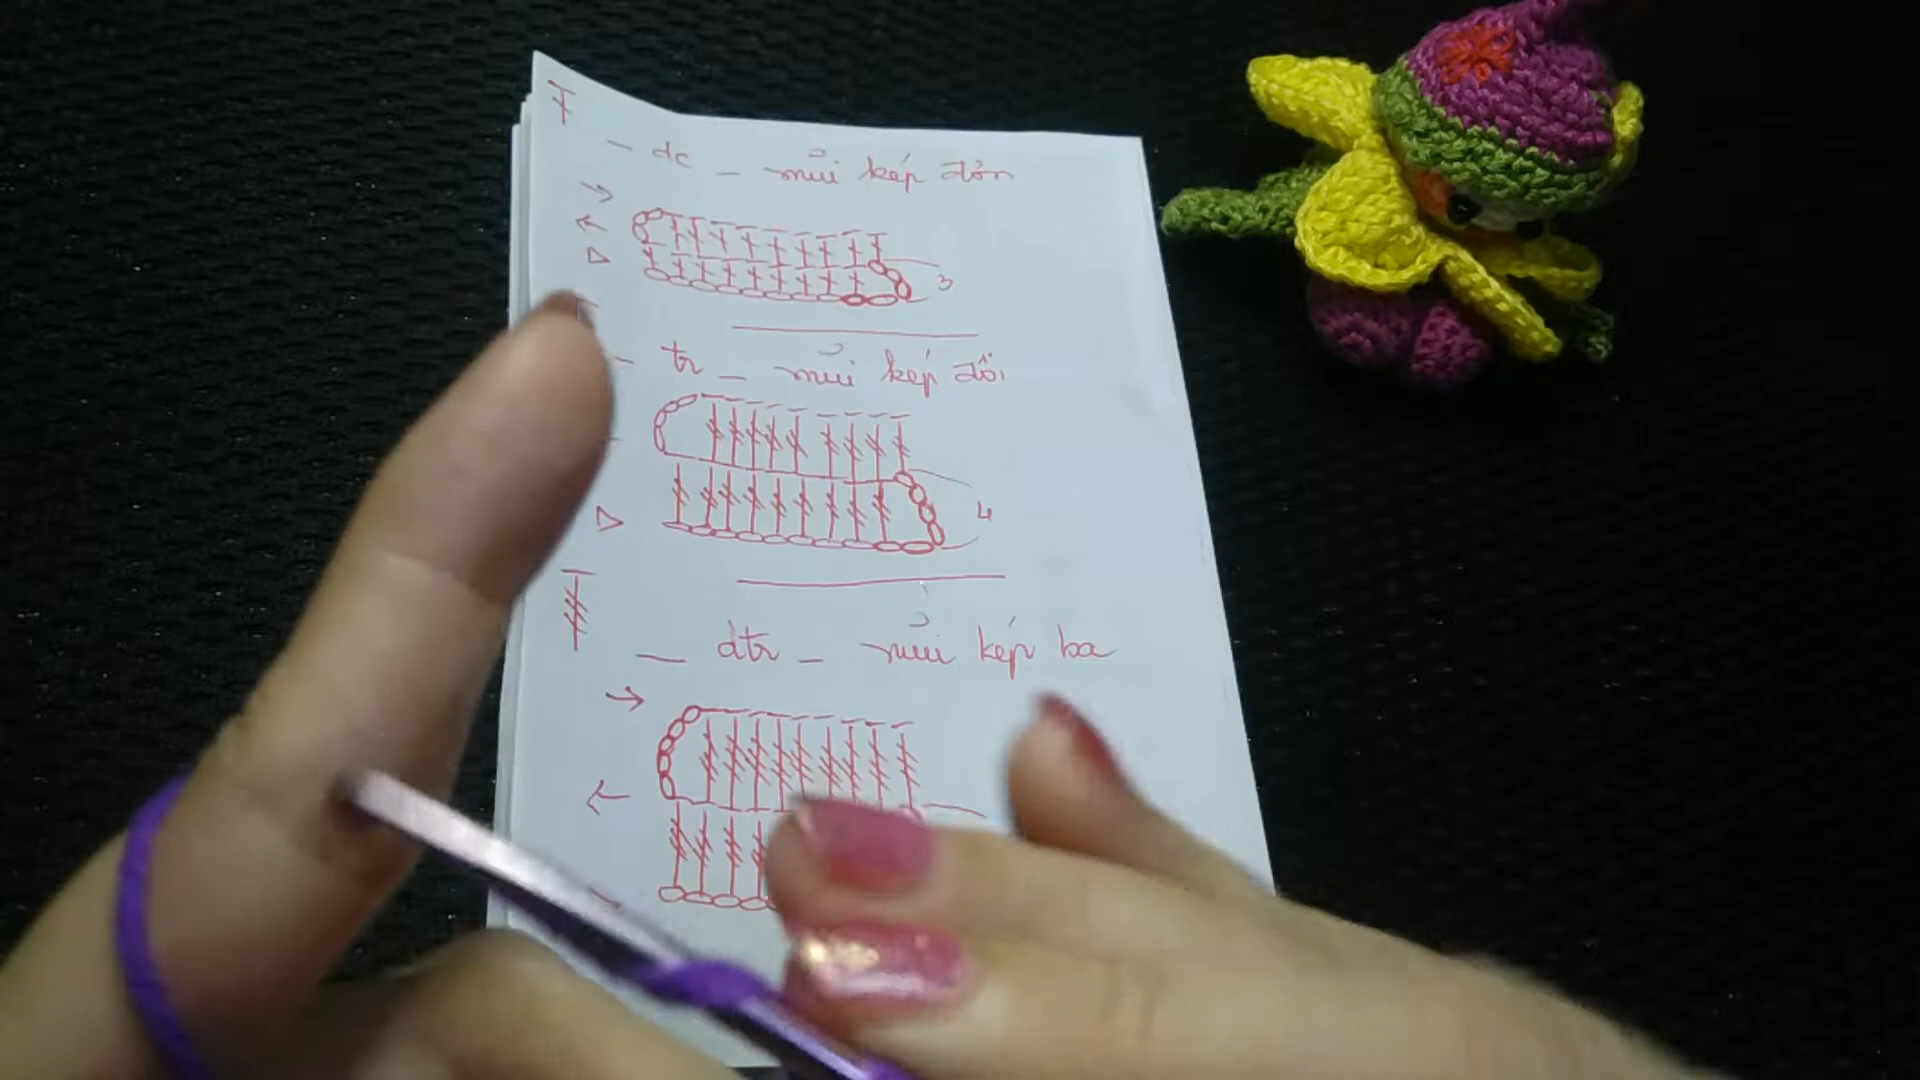 - dc - mũi kép đơn
3
- tr - mũi kép đôi
4
- dtr - mũi kép ba